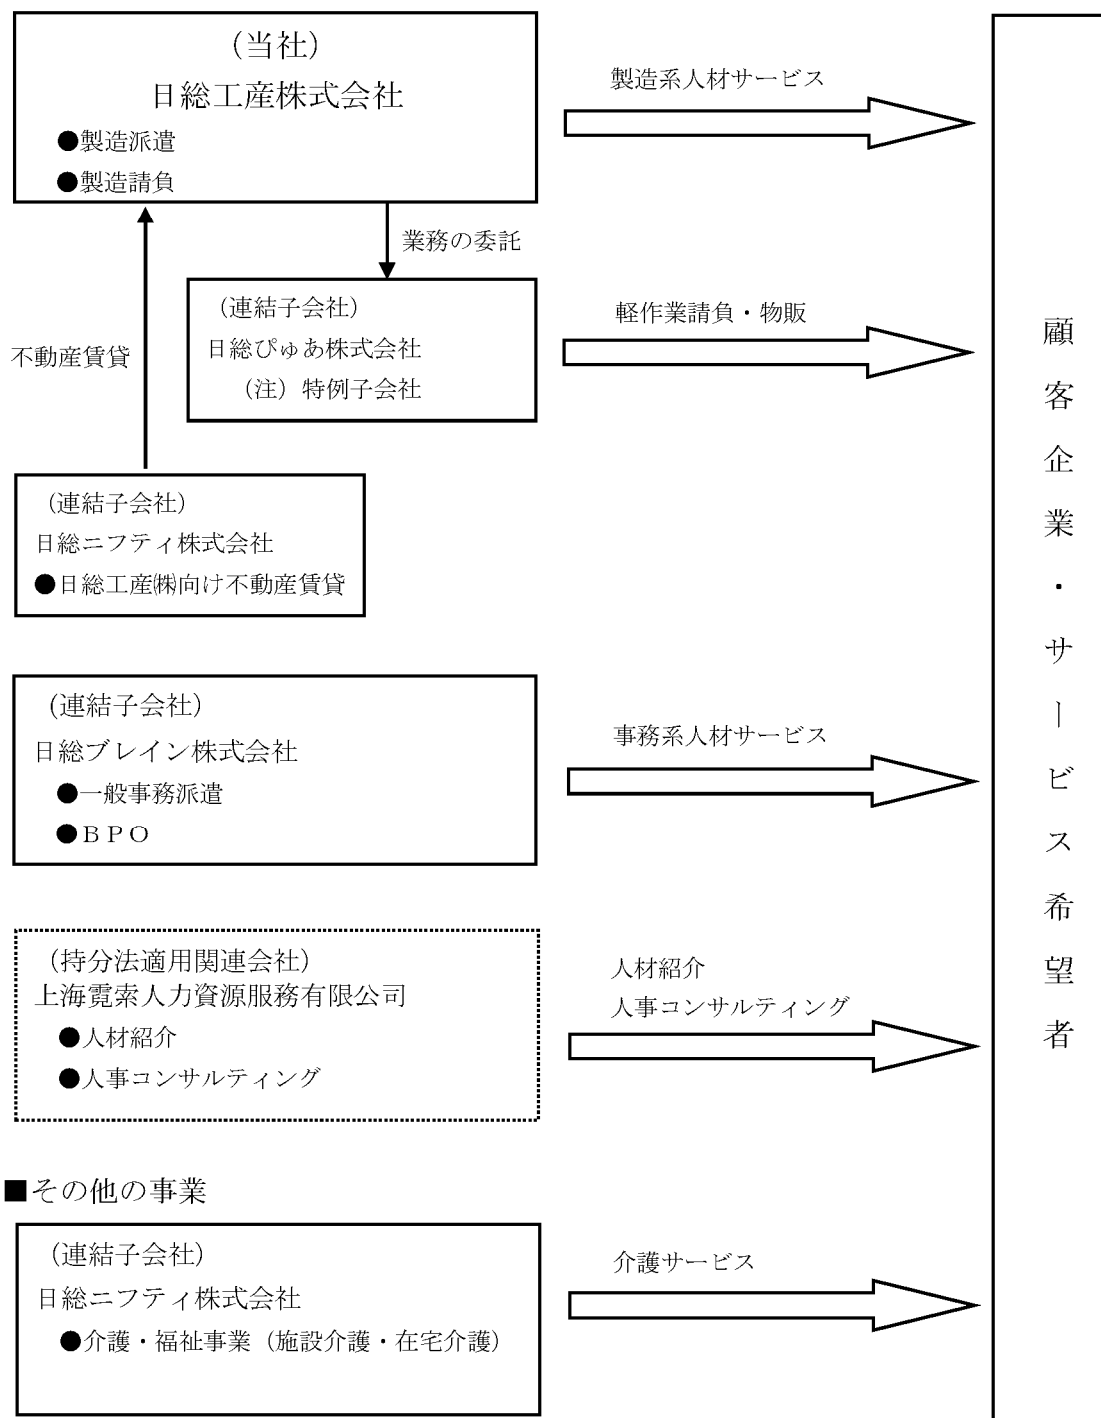 （当社）
日総工産株式会社
●製造派遣
●製造請負
製造系人材サービス
業務の委託
（連結子会社）
日総ぴゅあ株式会社
（注）特例子会社
軽作業請負・物販
不動産賃貸
（連結子会社）
日総ニフティ株式会社
●日総工産㈱向け不動産賃貸
（連結子会社）
日総ブレイン株式会社
●一般事務派遣
●ＢＰＯ
事務系人材サービス
（持分法適用関連会社）
上海霓索人力資源服務有限公司
●人材紹介
●人事コンサルティング
人材紹介
人事コンサルティング
■その他の事業
（連結子会社）
日総ニフティ株式会社
●介護・福祉事業（施設介護・在宅介護）
介護サービス
顧客企業・サービス希望者